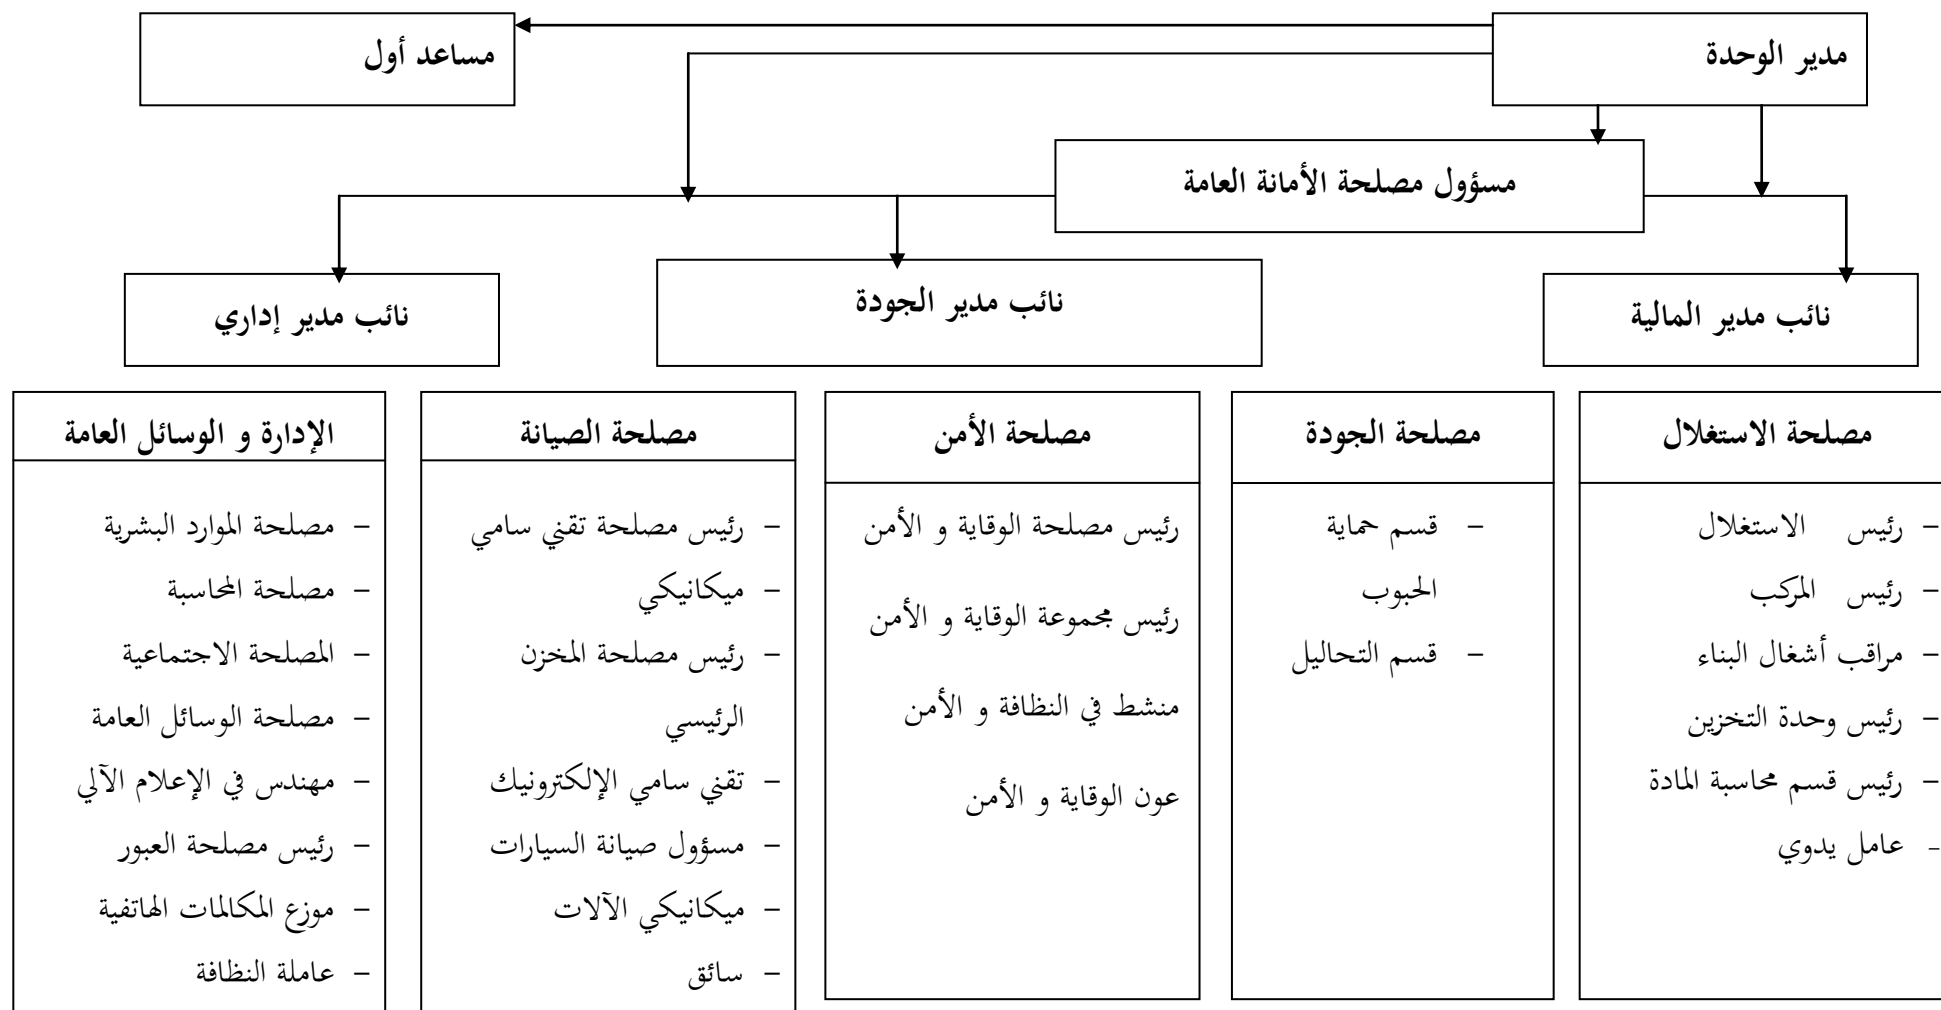 مدير الوحدة
مساعد أول
مسؤول مصلحة الأمانة العامة
نائب مدير المالية
نائب مدير الجودة
نائب مدير إداري
مصلحة الاستغلال
- رئيس الاستغلال
- رئيس المركب
- مراقب أشغال البناء
- رئيس وحدة التخزين
- رئيس قسم محاسبة المادة
- عامل يدوي
مصلحة الجودة
- قسم حماية
الحبوب
- قسم التحاليل
مصلحة الأمن
رئيس مصلحة الوقاية و الأمن
رئيس مجموعة الوقاية و الأمن
منشط في النظافة و الأمن
عون الوقاية و الأمن
مصلحة الصيانة
- رئيس مصلحة تقني سامي
- ميكانيكي
- رئيس مصلحة المخزن
الرئيسي
- تقني سامي الإلكترونيك
- مسؤول صيانة السيارات
- ميكانيكي الآلات
- سائق
الإدارة و الوسائل العامة
- مصلحة الموارد البشرية
- مصلحة المحاسبة
- المصلحة الاجتماعية
- مصلحة الوسائل العامة
- مهندس في الإعلام الآلي
- رئيس مصلحة العبور
- موزع المكالمات الهاتفية
- عاملة النظافة